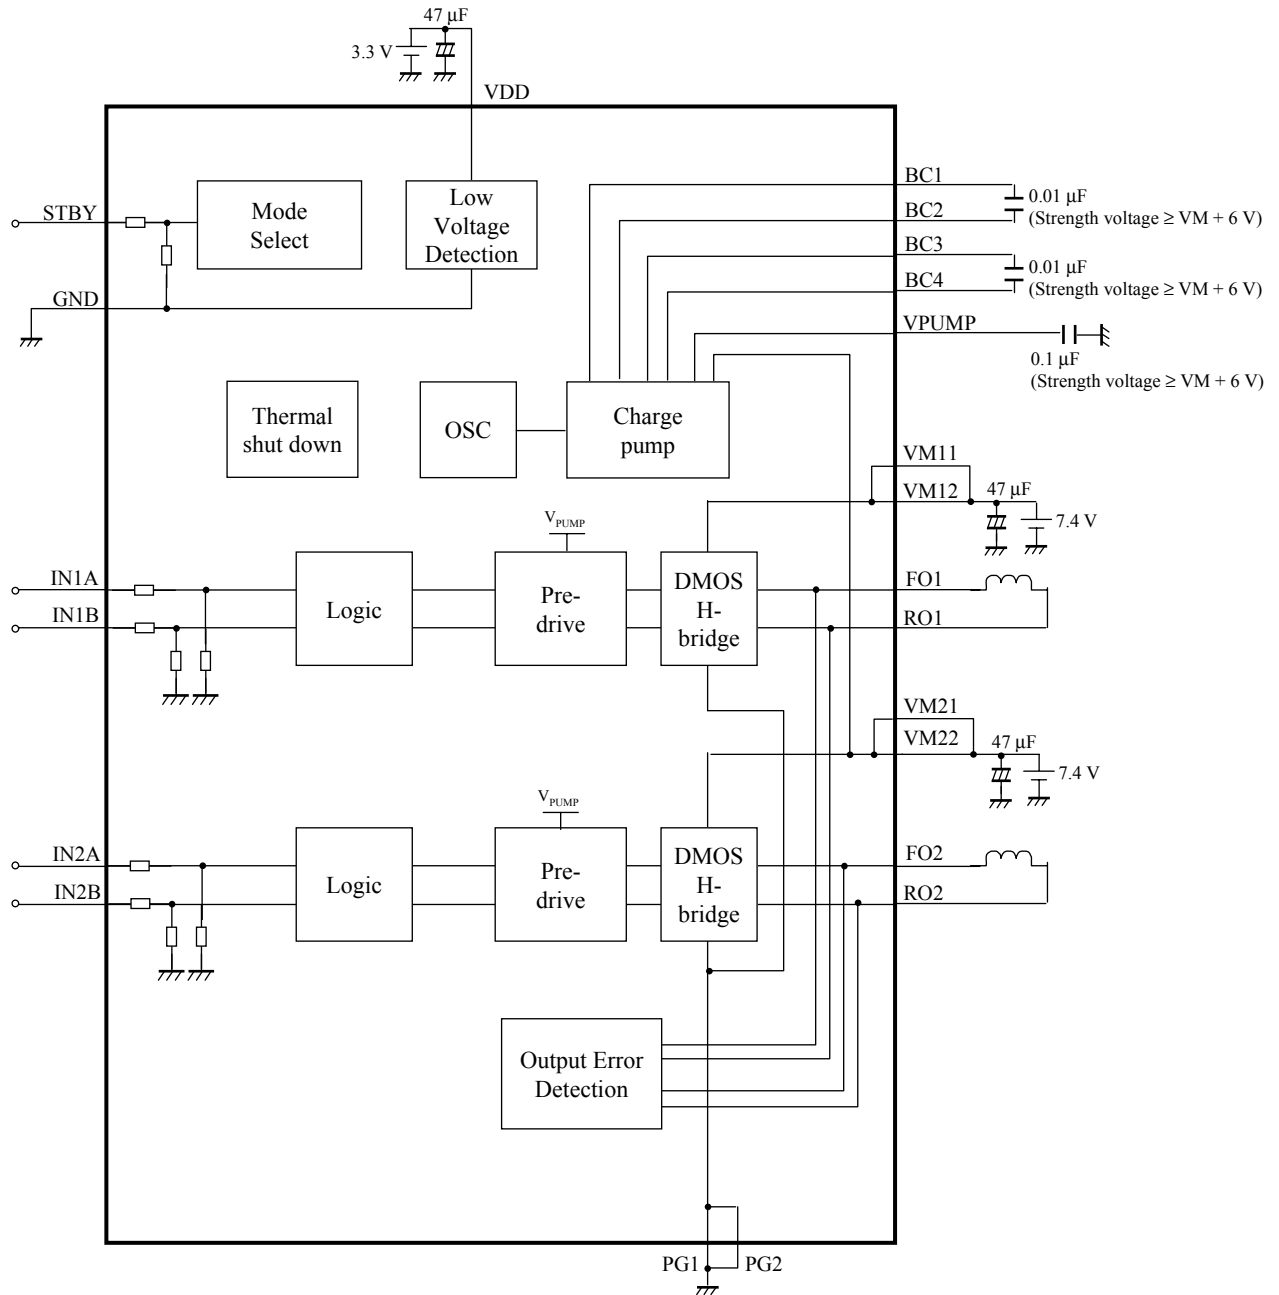 47 µF
3.3 V
VDD
BC1
0.01 µF
(Strength voltage ≥ VM + 6 V)
BC2
BC3
0.01 µF
(Strength voltage ≥ VM + 6 V)
BC4
VPUMP
0.1 µF
(Strength voltage ≥ VM + 6 V)
STBY
Mode
Select
Low
Voltage
Detection
GND
Thermal
shut down
OSC
Charge
pump
VM11
VM12
47 µF
7.4 V
VPUMP
IN1A
IN1B
Logic
Pre-
drive
DMOS
H-
bridge
FO1
RO1
VM21
VM22
47 µF
7.4 V
VPUMP
IN2A
IN2B
Logic
Pre-
drive
DMOS
H-
bridge
FO2
RO2
Output Error
Detection
PG1
PG2